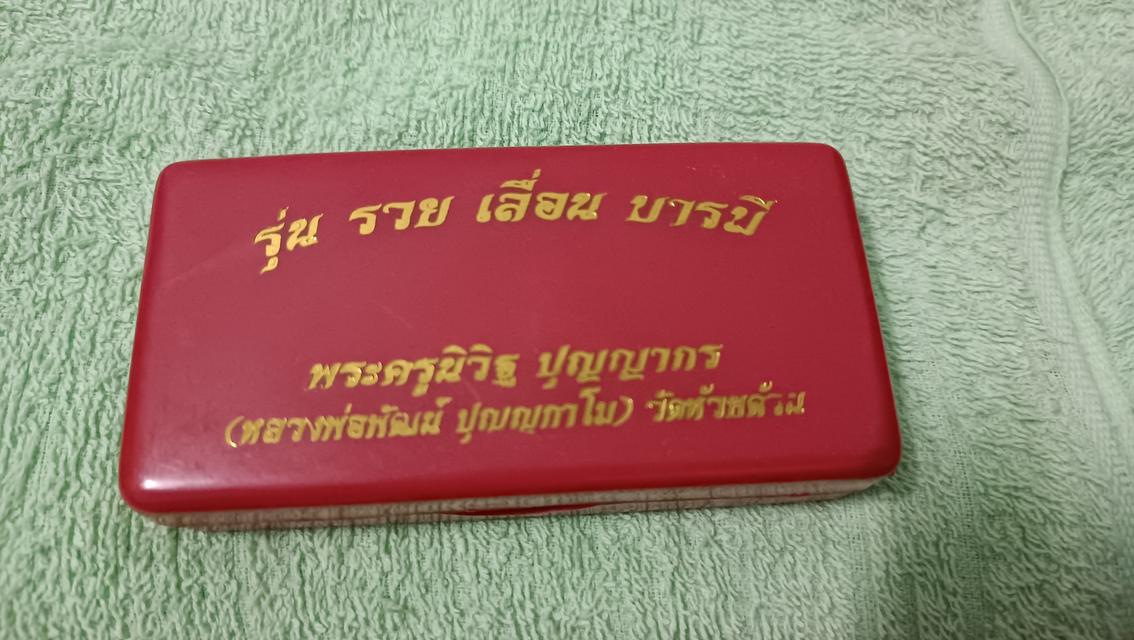 รุ่น รวย เลื่อน บารมี
พระครูนิวิฐ ปุญญากร
(หลวงพ่อพัฒน์ ปุญญกาโม) วัดห้วยด้วน